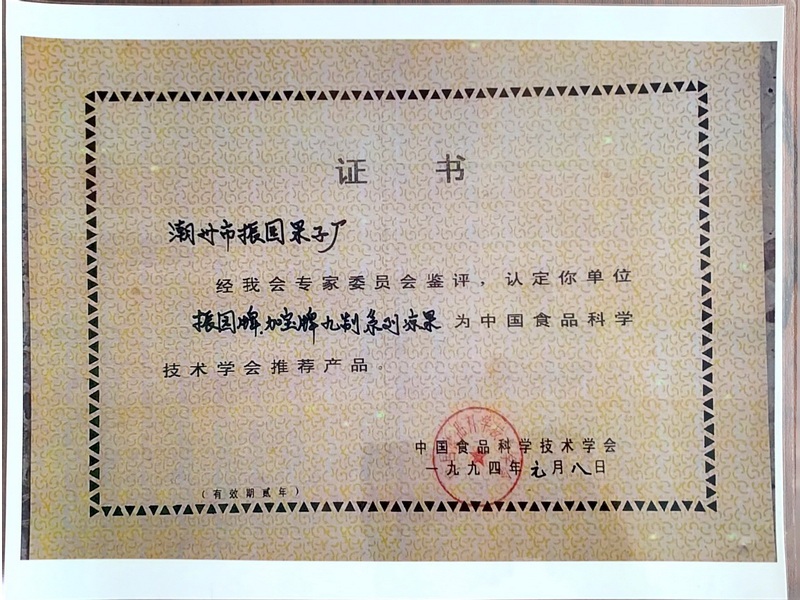 证 书
潮州市振园果子厂
经我会专家委员会鉴评，认定你单位
振园牌、加宝牌九制系列凉果 为中国食品科学
技术学会推荐产品。
中国食品科学技术学会
一九九四年元月八日
（有效期贰年）